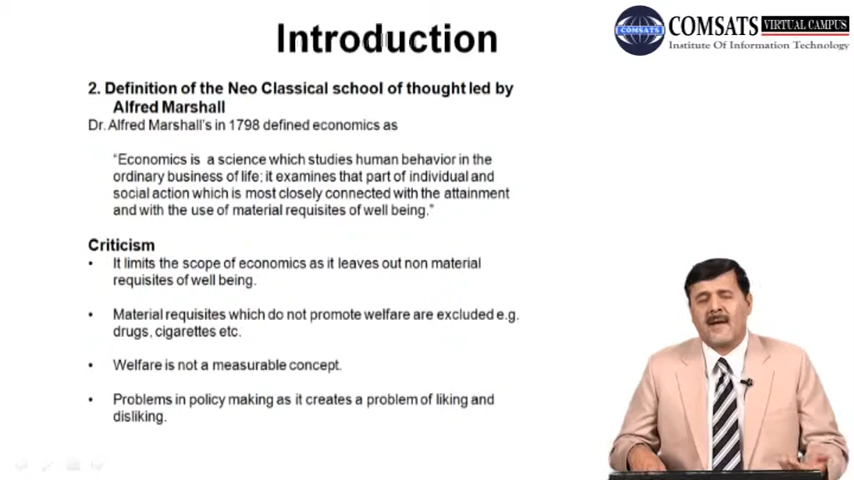 Introduction
COMSATS VIRTUAL CAMPUS
Institute Of Information Technology
COMSATS
2. Definition of the Neo Classical school of thought led by
Alfred Marshall
Dr. Alfred Marshall's in 1798 defined economics as
“Economics is a science which studies human behavior in the
ordinary business of life; it examines that part of individual and
social action which is most closely connected with the attainment
and with the use of material requisites of well being.”
Criticism
• It limits the scope of economics as it leaves out non material
requisites of well being.
• Material requisites which do not promote welfare are excluded e.g.
drugs, cigarettes etc.
• Welfare is not a measurable concept.
• Problems in policy making as it creates a problem of liking and
disliking.